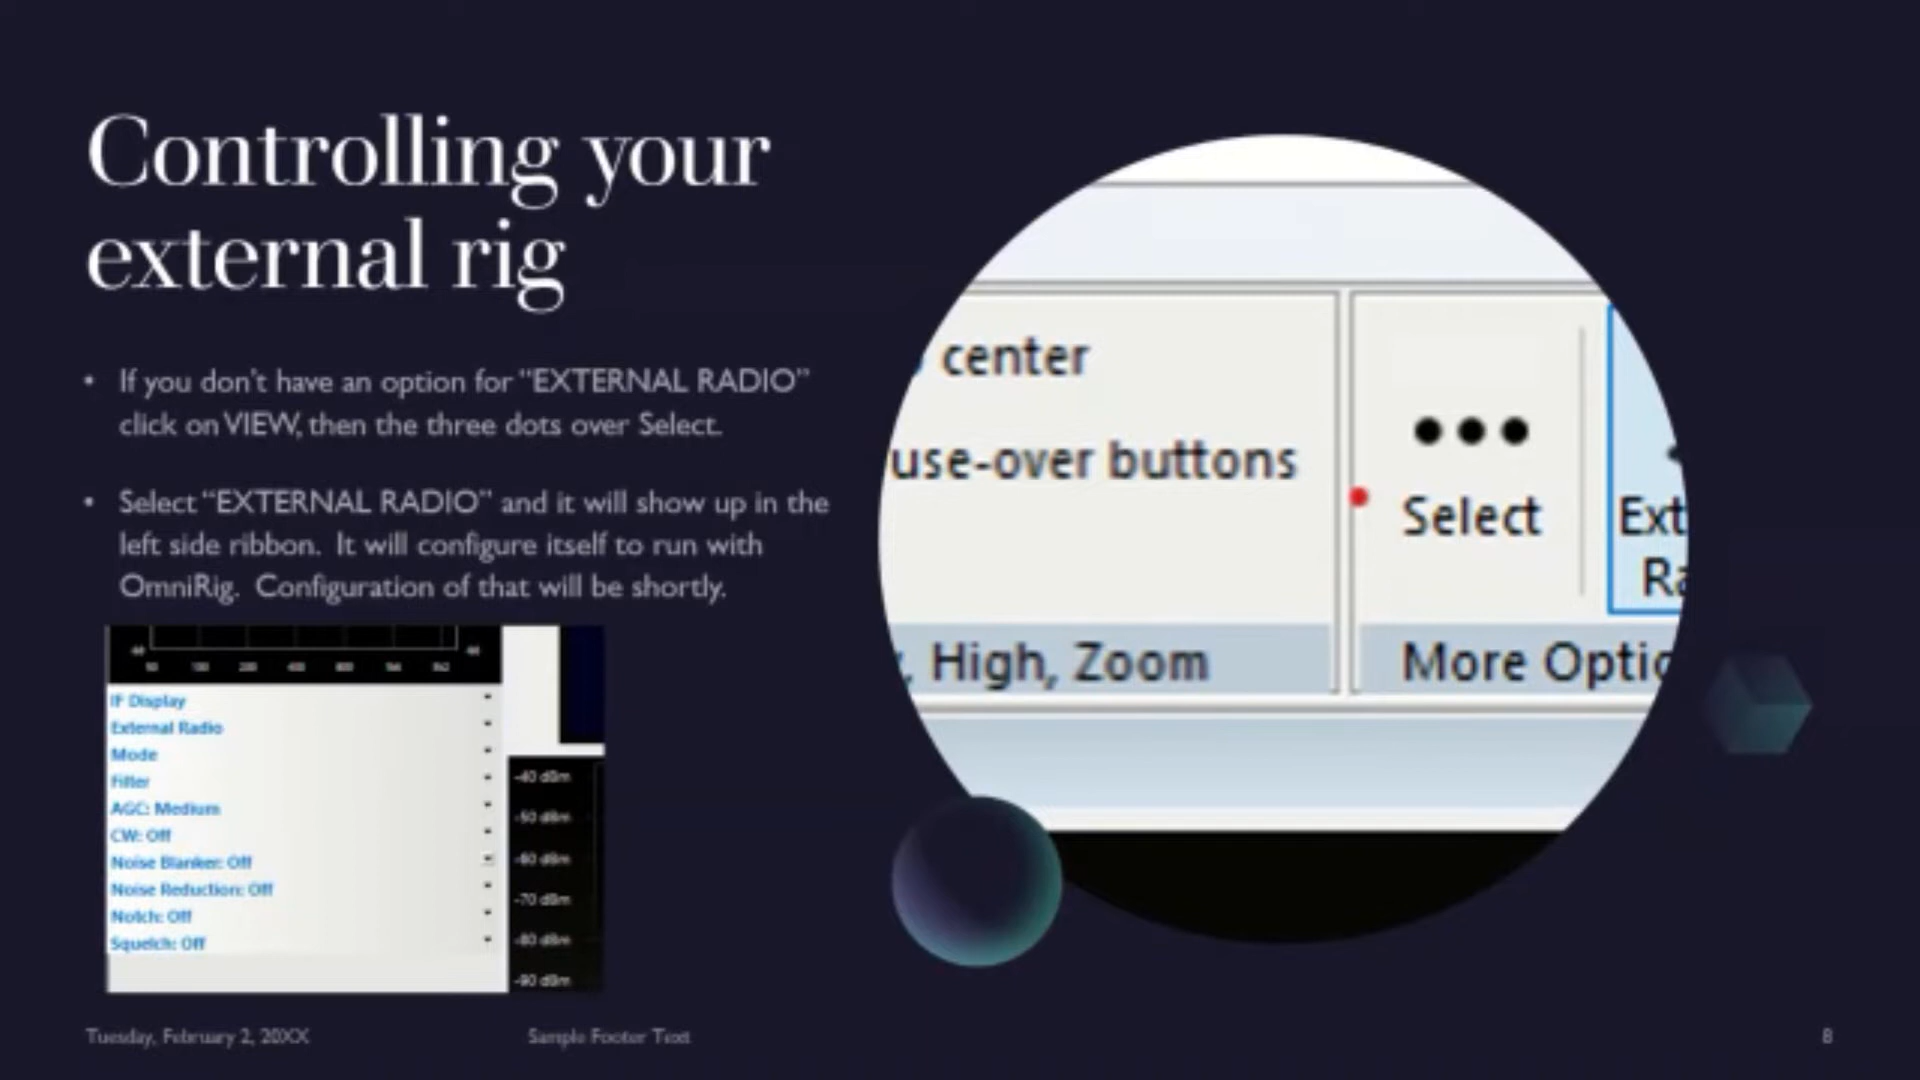 Controlling your
external rig
• If you don't have an option for “EXTERNAL RADIO”
click on VIEW, then the three dots over Select.
• Select “EXTERNAL RADIO” and it will show up in the
left side ribbon.  It will configure itself to run with
OmniRig.  Configuration of that will be shortly.
IF Display
External Radio
Mode
Filter
AGC: Medium
CW: Off
Noise Blanker: Off
Noise Reduction: Off
Notch: Off
Squelch: Off
-40 dBm
-50 dBm
-60 dBm
-70 dBm
-80 dBm
-90 dBm
center
use-over buttons
, High, Zoom
Select
Ext
Ra
More Optio
Tuesday, February 2, 20XX
Sample Footer Text
8